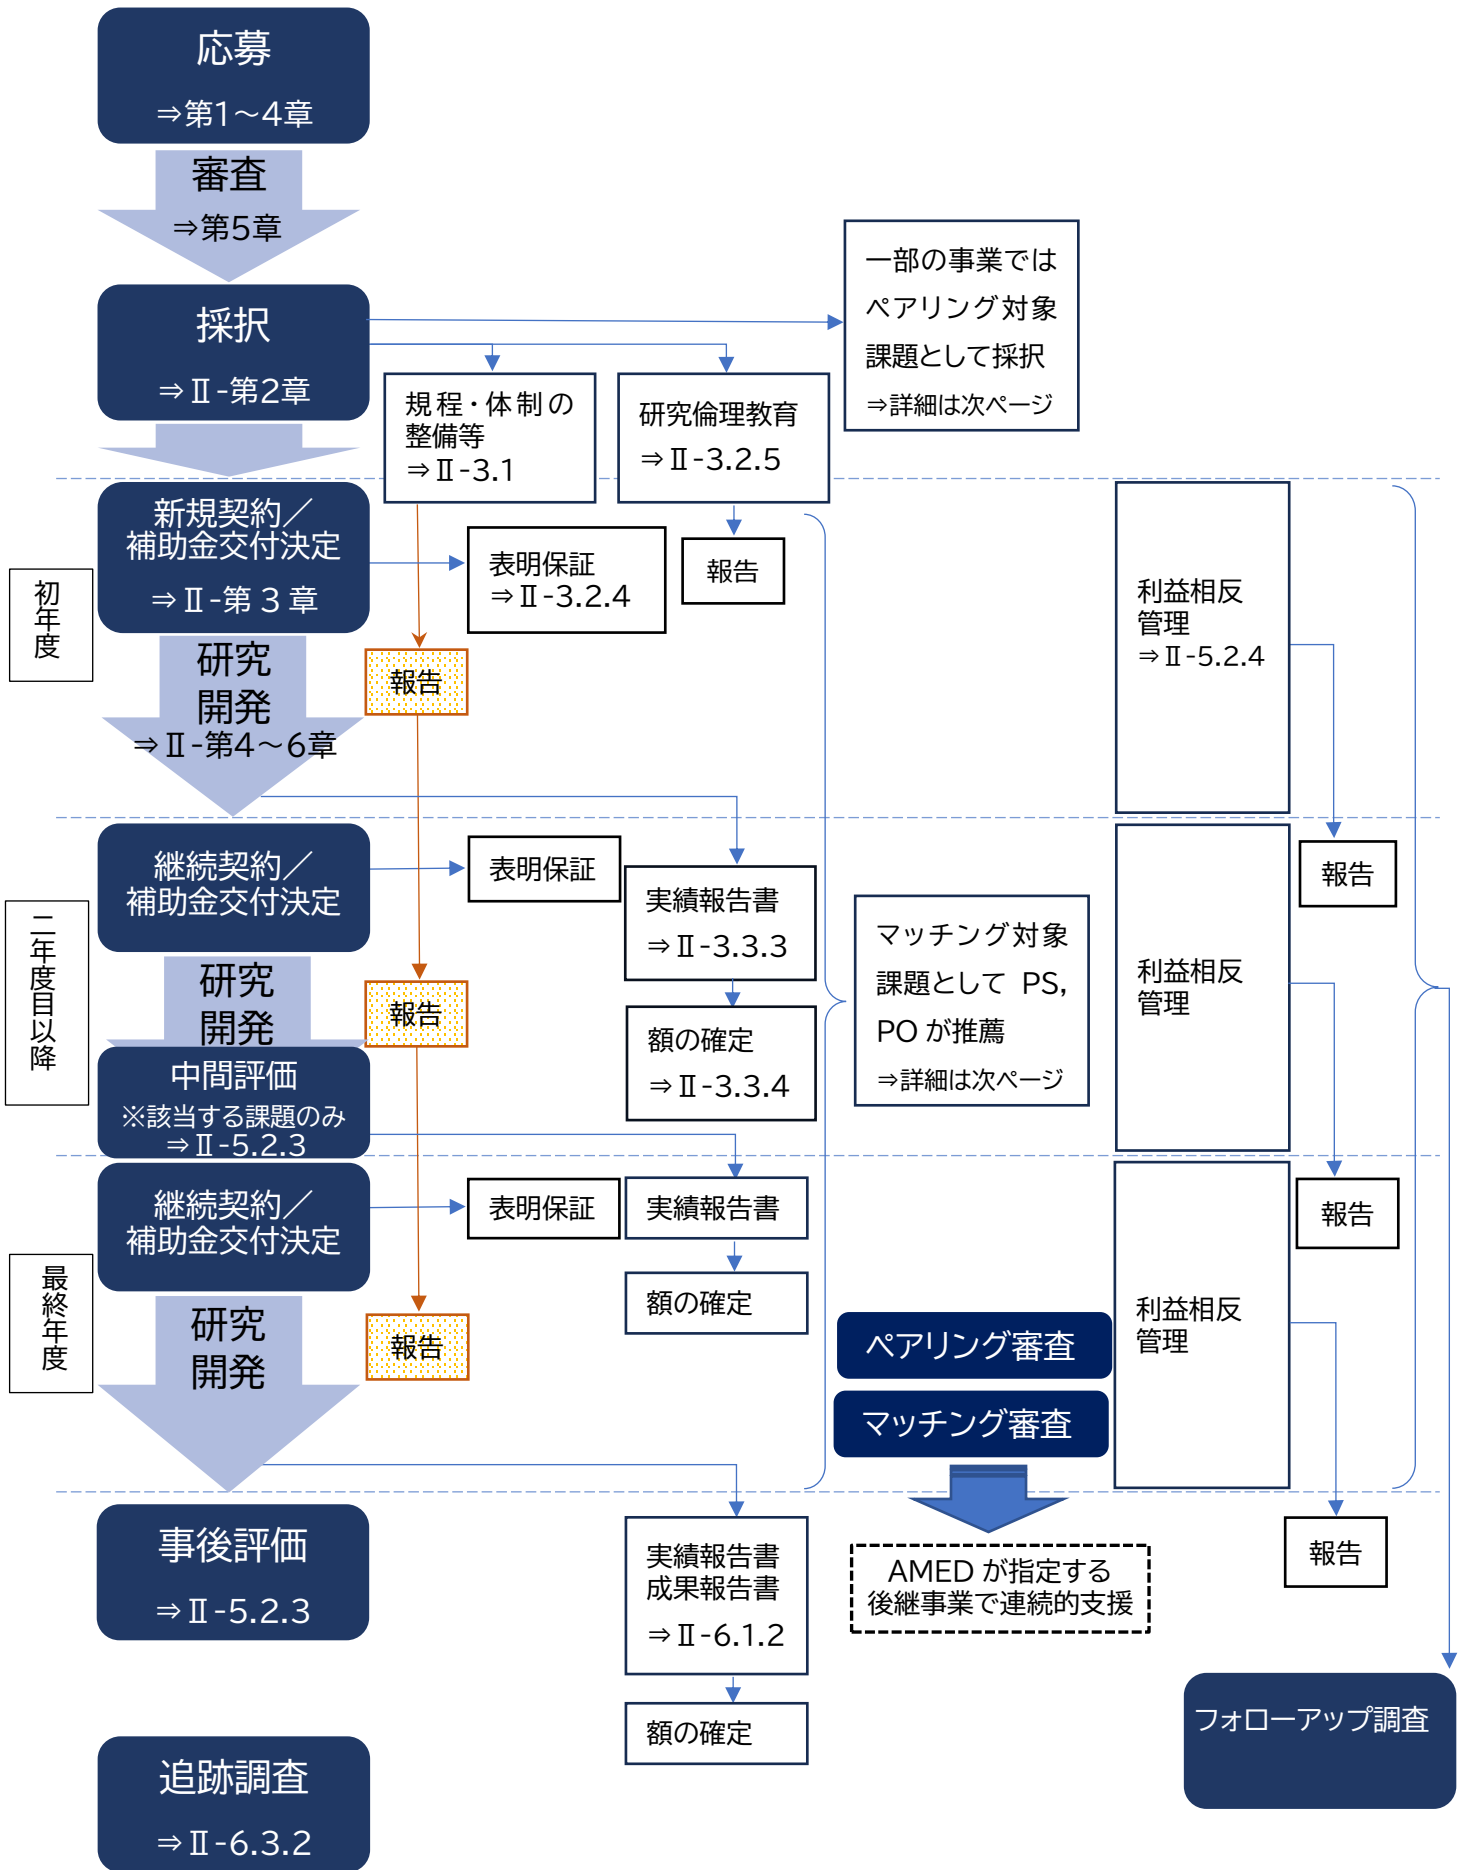 応募
⇒第1～4章
審査
⇒第5章
採択
⇒Ⅱ-第2章
一部の事業では
ペアリング対象
課題として採択
⇒詳細は次ページ
規程・体制の
整備等
⇒Ⅱ-3.1
研究倫理教育
⇒Ⅱ-3.2.5
初年度
新規契約／
補助金交付決定
⇒Ⅱ-第3章
表明保証
⇒Ⅱ-3.2.4
報告
利益相反
管理
⇒Ⅱ-5.2.4
研究
開発
⇒Ⅱ-第4～6章
報告
二年度目以降
継続契約／
補助金交付決定
表明保証
実績報告書
⇒Ⅱ-3.3.3
報告
マッチング対象
課題として PS,
PO が推薦
⇒詳細は次ページ
利益相反
管理
研究
開発
報告
額の確定
⇒Ⅱ-3.3.4
中間評価
※該当する課題のみ
⇒Ⅱ-5.2.3
最終年度
継続契約／
補助金交付決定
表明保証
実績報告書
報告
額の確定
研究
開発
報告
ペアリング審査
マッチング審査
利益相反
管理
事後評価
⇒Ⅱ-5.2.3
実績報告書
成果報告書
⇒Ⅱ-6.1.2
AMED が指定する
後継事業で連続的支援
報告
額の確定
フォローアップ調査
追跡調査
⇒Ⅱ-6.3.2